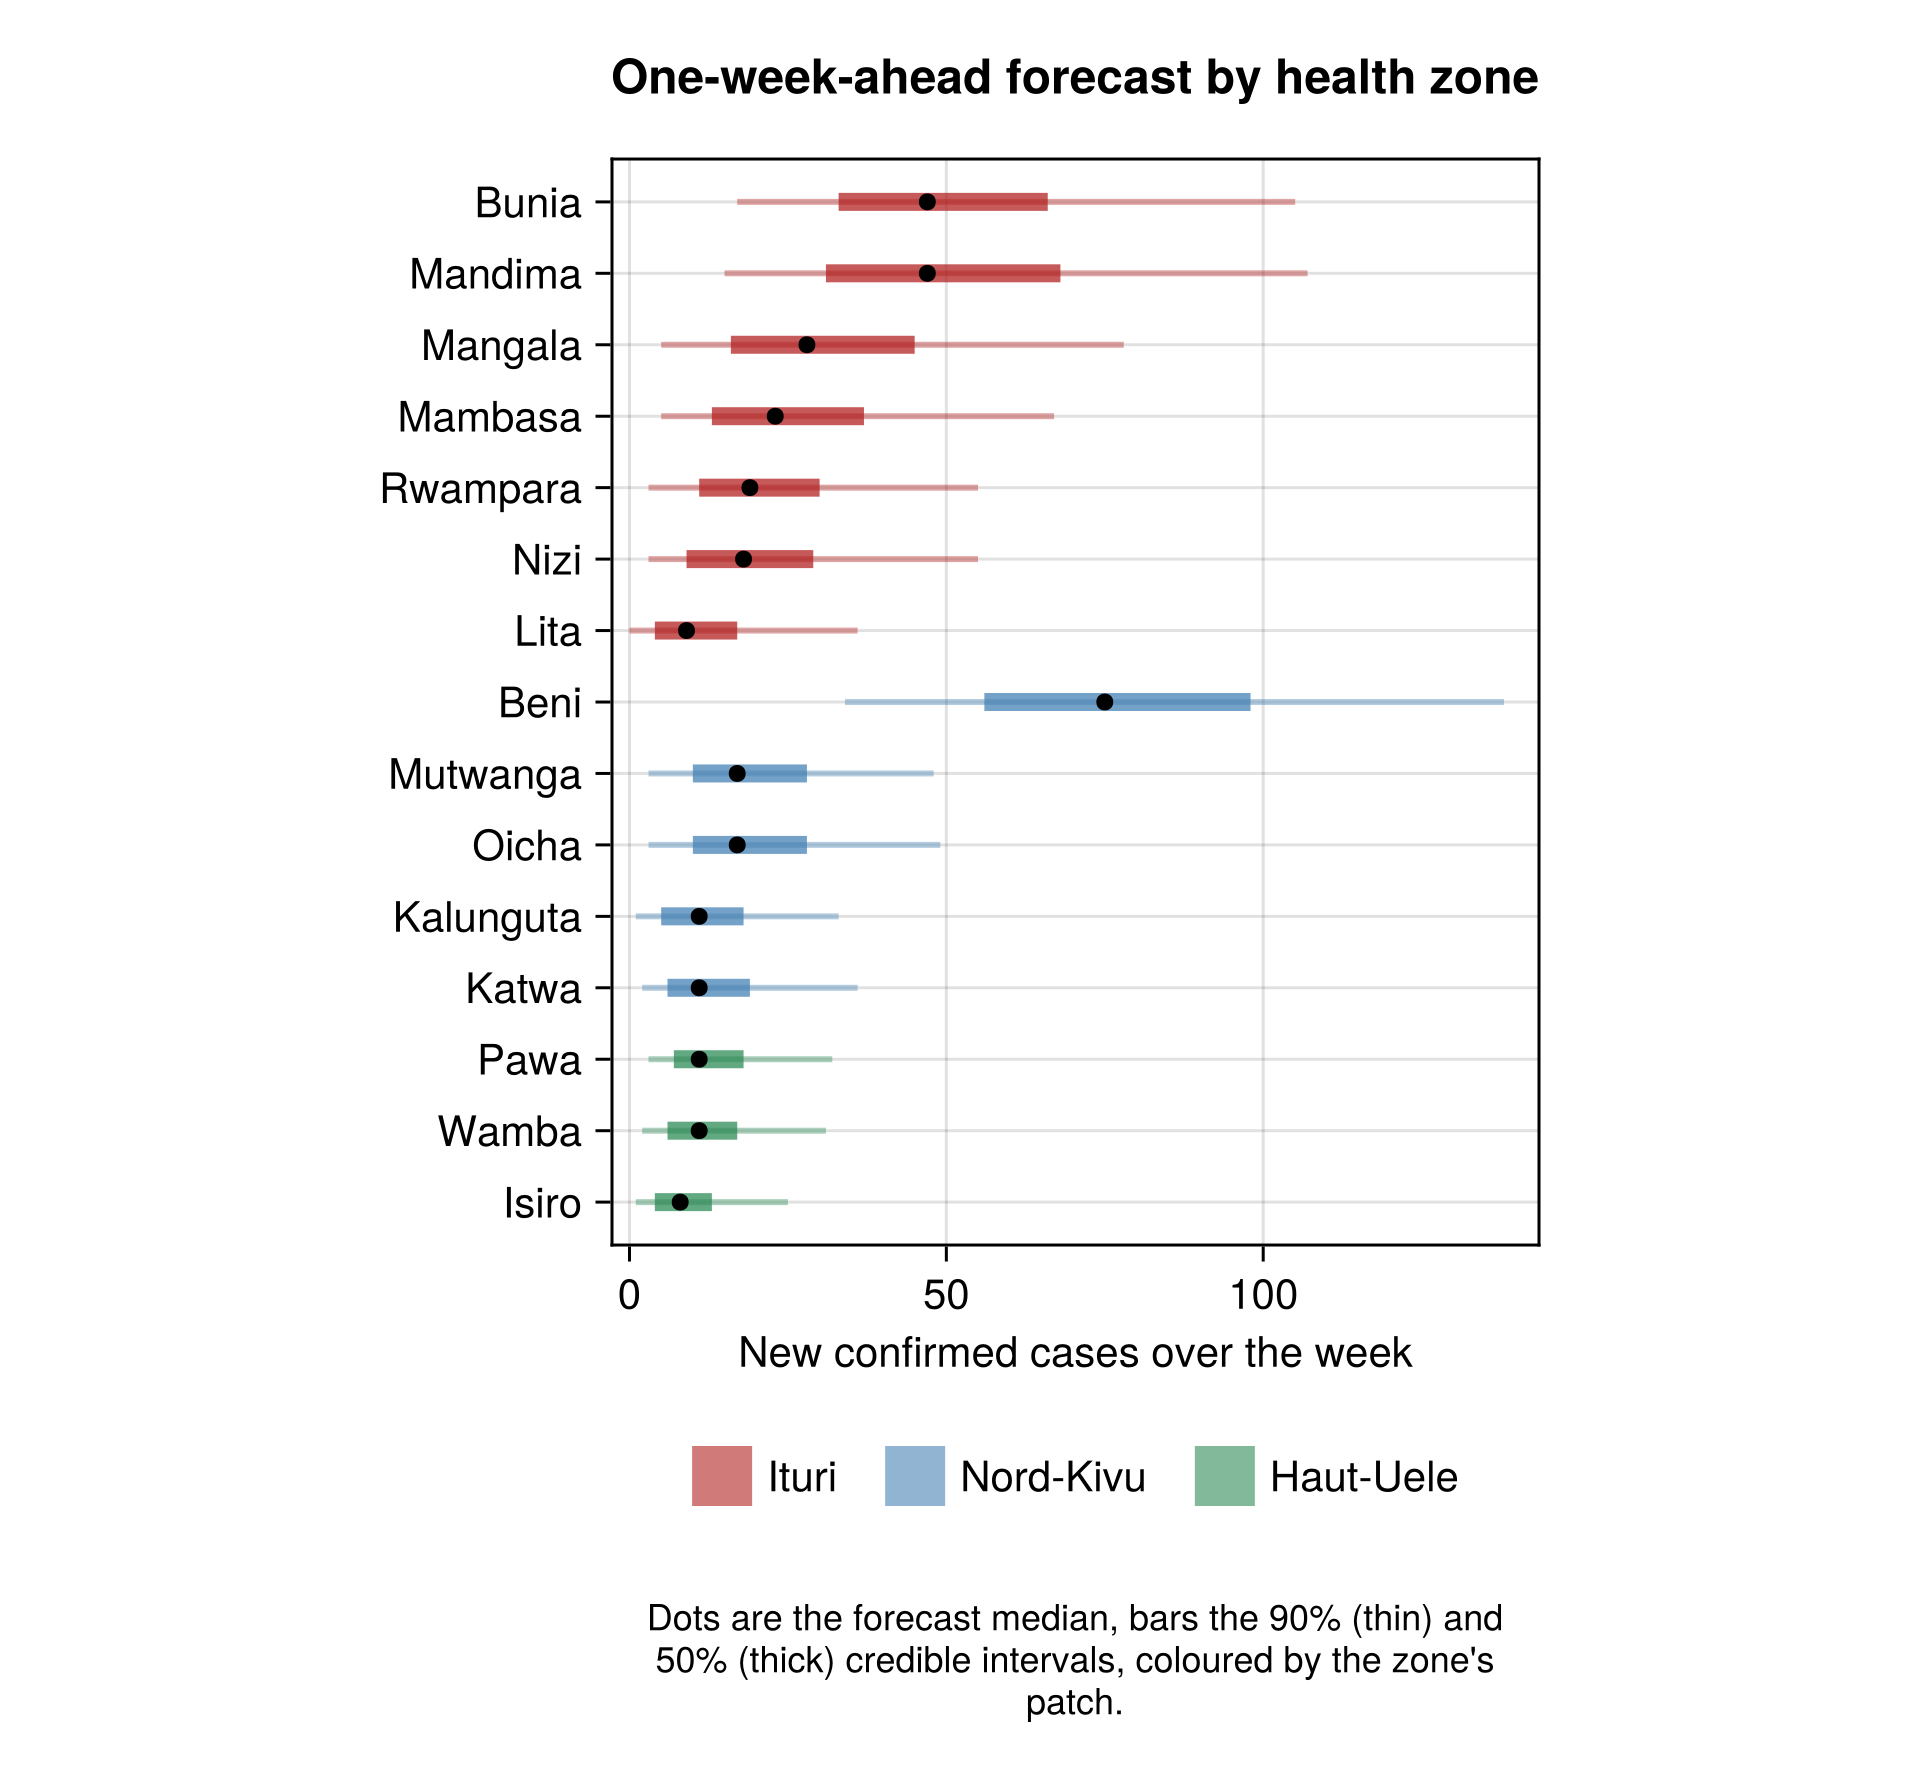 One-week-ahead forecast by health zone
Bunia
Mandima
Mangala
Mambasa
Rwampara
Nizi
Lita
Beni
Mutwanga
Oicha
Kalunguta
Katwa
Pawa
Wamba
Isiro
0 50 100
New confirmed cases over the week
Ituri Nord-Kivu Haut-Uele
Dots are the forecast median, bars the 90% (thin) and
50% (thick) credible intervals, coloured by the zone's
patch.